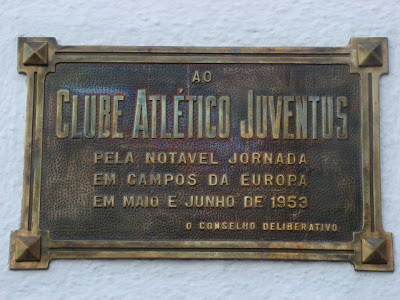 AO
CLUBE ATLÉTICO JUVENTUS
PELA NOTAVEL JORNADA
EM CAMPOS DA EUROPA
EM MAIO E JUNHO DE 1953
O CONSELHO DELIBERATIVO